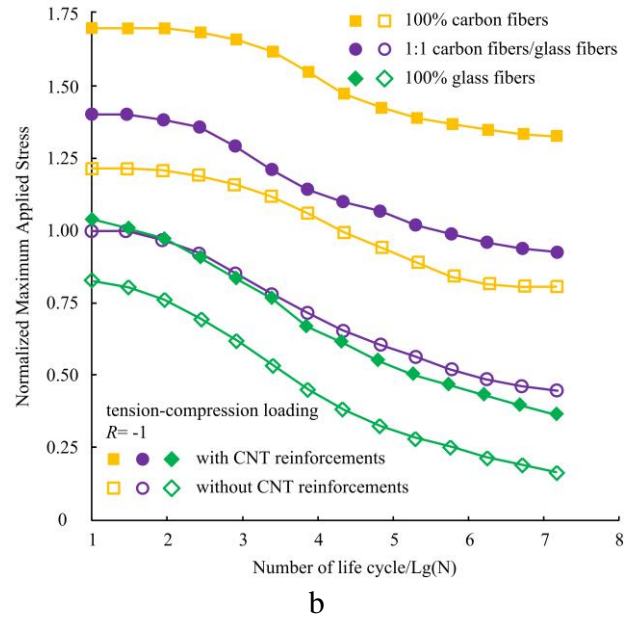 1.75
1.50
1.25
1.00
0.75
0.50
0.25
0
Normalized Maximum Applied Stress
100% carbon fibers
1:1 carbon fibers/glass fibers
100% glass fibers
tension-compression loading
R= -1
with CNT reinforcements
without CNT reinforcements
1 2 3 4 5 6 7 8
Number of life cycle/Lg(N)
b